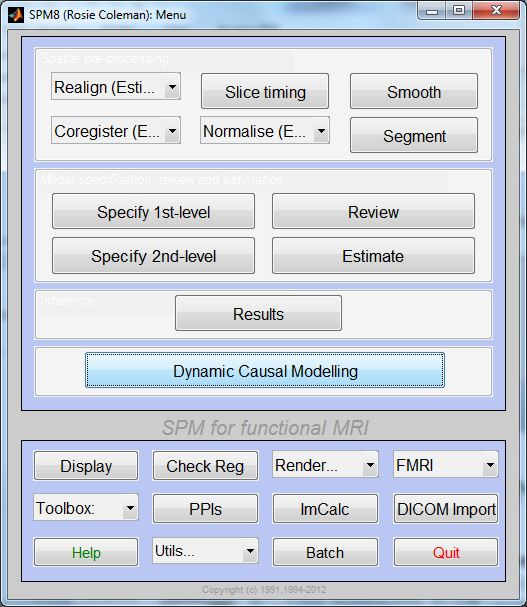 SPM8 (Rosie Coleman): Menu
Spatial pre-processing
Realign (Esti...
Slice timing
Smooth
Coregister (E...
Normalise (E...
Segment
Model specification, review and estimation
Specify 1st-level
Review
Specify 2nd-level
Estimate
Inference
Results
Dynamic Causal Modelling
SPM for functional MRI
Display
Check Reg
Render...
FMRI
Toolbox:
PPIs
ImCalc
DICOM Import
Help
Utils...
Batch
Quit
Copyright (c) 1991,1994-2012